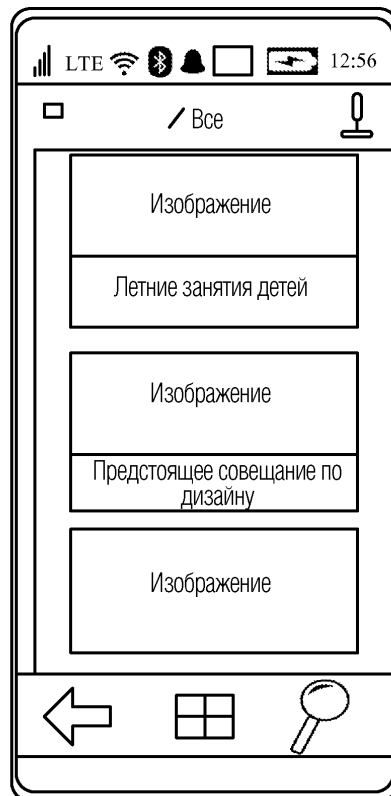 LTE 12:56
/ Все
Изображение
Летние занятия детей
Изображение
Предстоящее совещание по
дизайну
Изображение